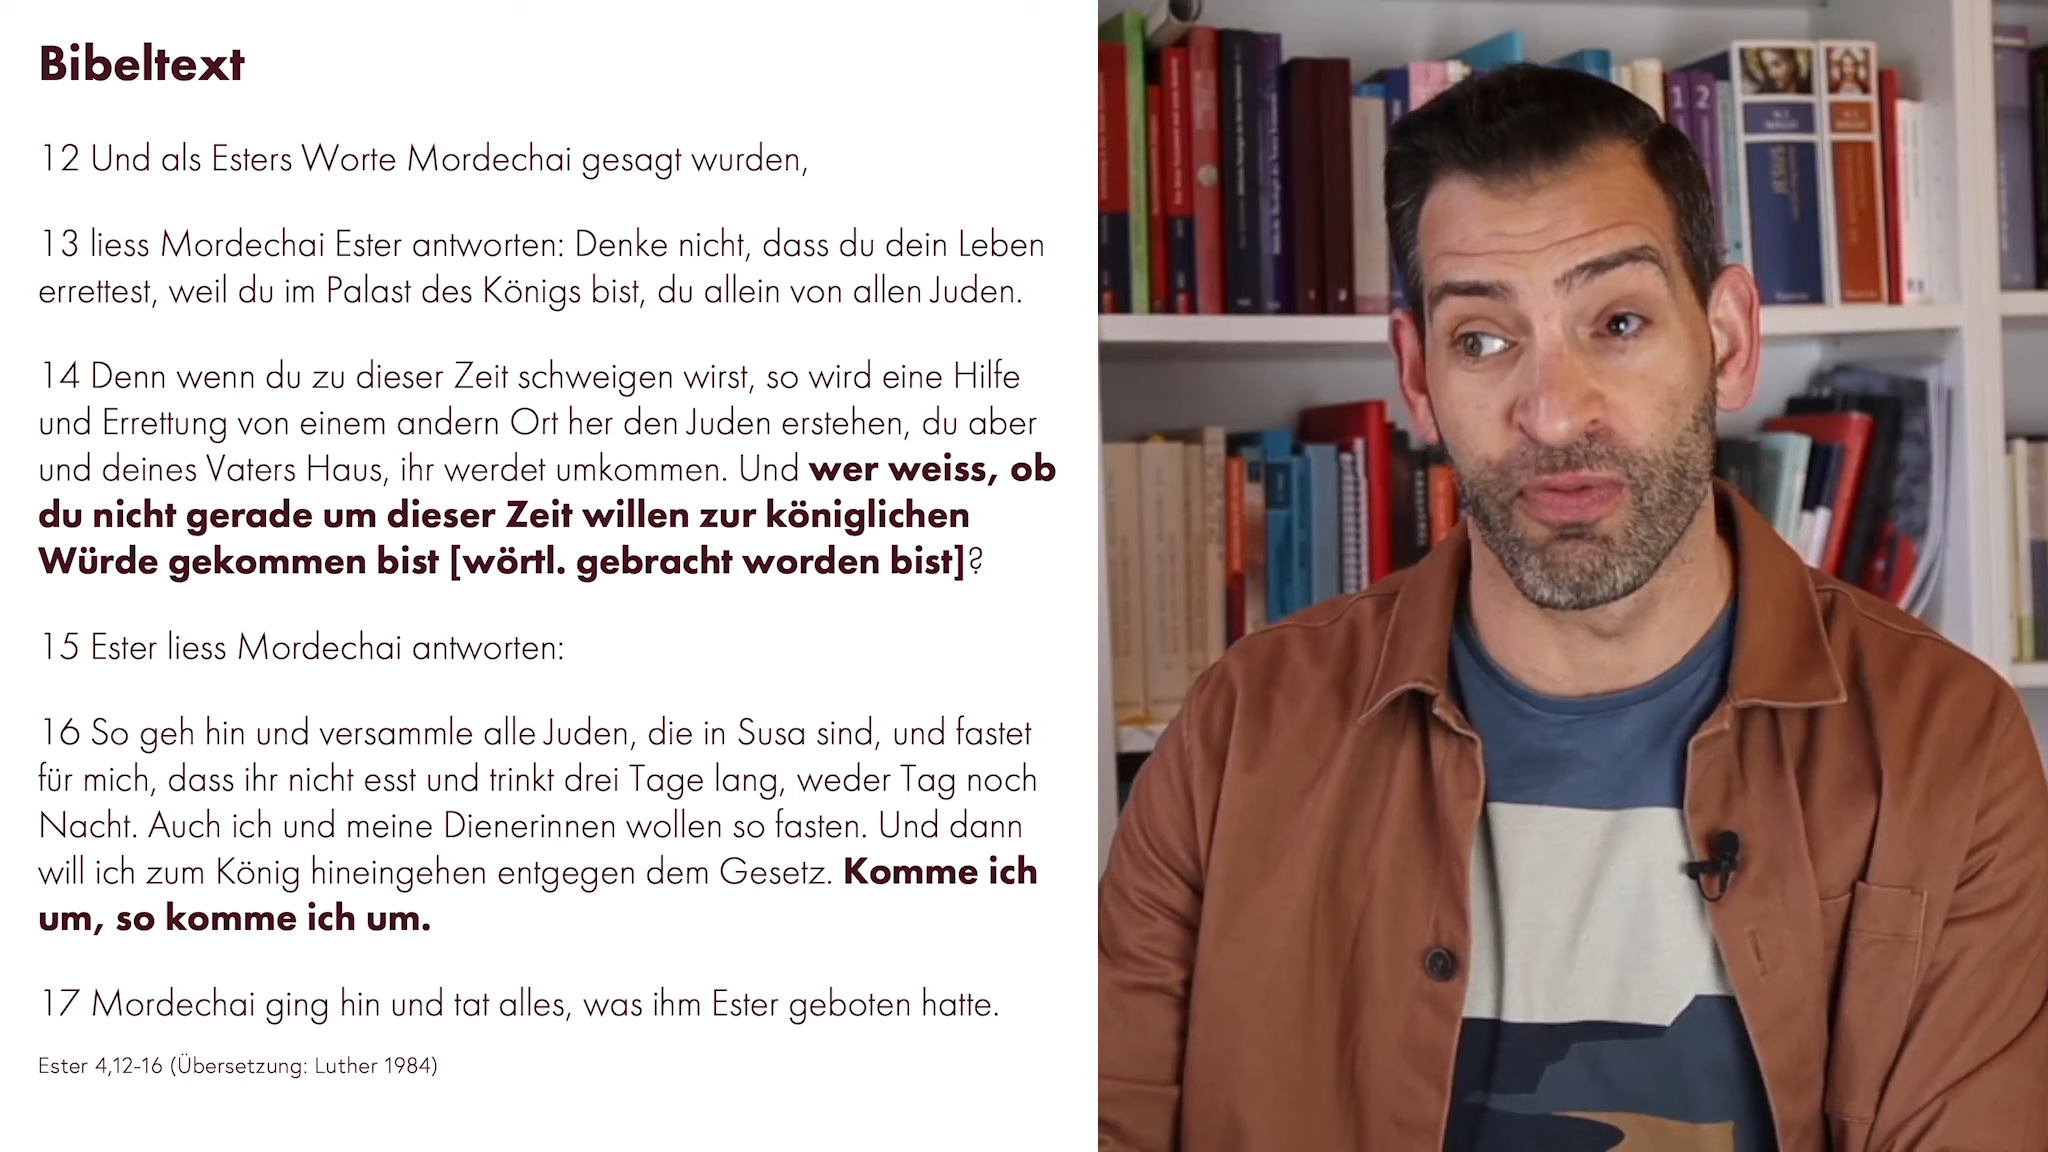 Bibeltext
12 Und als Esters Worte Mordechai gesagt wurden,
13 liess Mordechai Ester antworten: Denke nicht, dass du dein Leben
errettest, weil du im Palast des Königs bist, du allein von allen Juden.
14 Denn wenn du zu dieser Zeit schweigen wirst, so wird eine Hilfe
und Errettung von einem andern Ort her den Juden erstehen, du aber
und deines Vaters Haus, ihr werdet umkommen. Und wer weiss, ob
du nicht gerade um dieser Zeit willen zur königlichen
Würde gekommen bist [wörtl. gebracht worden bist]?
15 Ester liess Mordechai antworten:
16 So geh hin und versammle alle Juden, die in Susa sind, und fastet
für mich, dass ihr nicht esst und trinkt drei Tage lang, weder Tag noch
Nacht. Auch ich und meine Dienerinnen wollen so fasten. Und dann
will ich zum König hineingehen entgegen dem Gesetz. Komme ich
um, so komme ich um.
17 Mordechai ging hin und tat alles, was ihm Ester geboten hatte.
Ester 4,12-16 (Übersetzung: Luther 1984)
1 2
JESUS